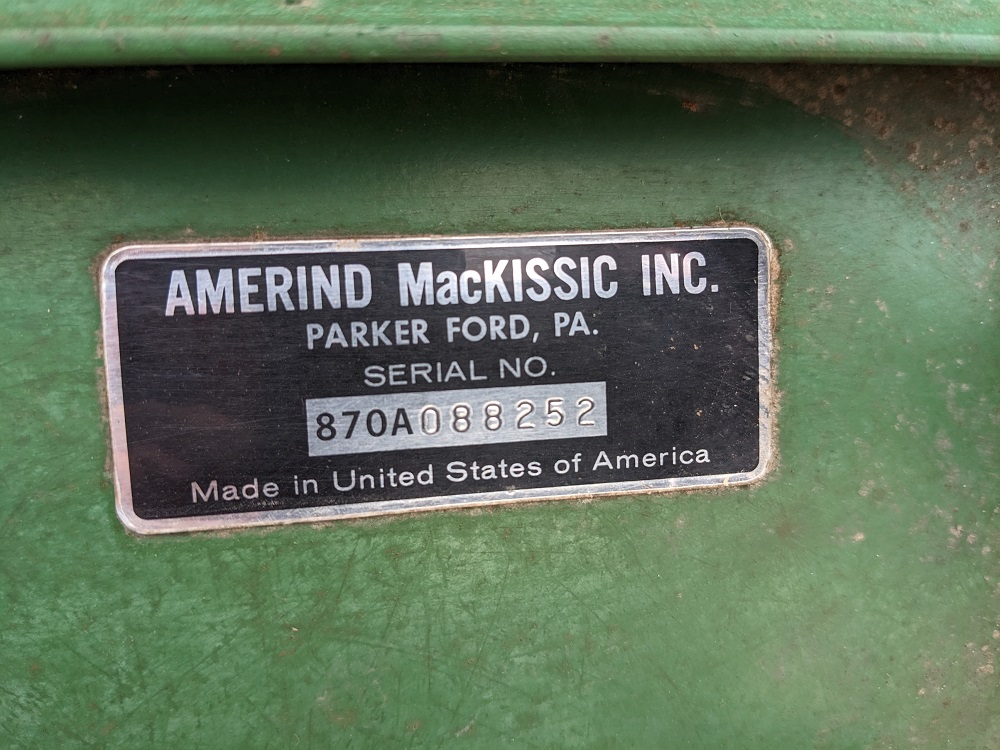 AMERIND MacKISSIC INC.
PARKER FORD, PA.
SERIAL NO.
870A088252
Made in United States of America